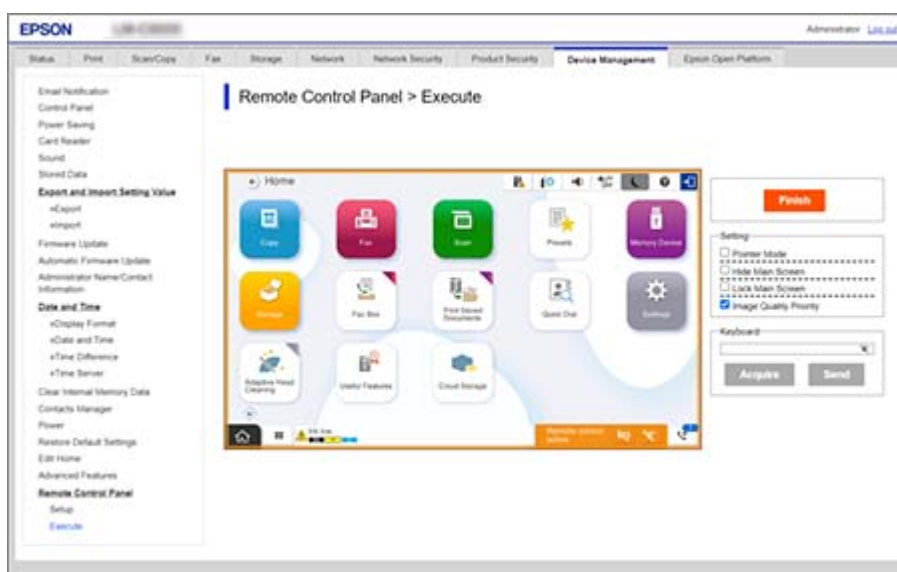 EPSON
Administrator Log out
Status Print Scan/Copy Fax Storage Network Network Security Product Security Device Management Epson Open Platform
Email Notification
Control Panel
Power Saving
Card Reader
Sound
Stored Data
Export and Import Setting Value
»Export
»Import
Firmware Update
Automatic Firmware Update
Administrator Name/Contact
Information
Date and Time
»Display Format
»Date and Time
»Time Difference
»Time Server
Clear Internal Memory Data
Contacts Manager
Power
Restore Default Settings
Edit Home
Advanced Features
Remote Control Panel
Setup
Execute
Remote Control Panel > Execute
Home
Copy
Fax
Scan
Presets
Memory Device
Storage
Fax Box
Print Saved
Documents
Quick Dial
Settings
Adaptive Head
Cleaning
Useful Features
Cloud Storage
Remote control
active
Finish
Setting
Pointer Mode
Hide Main Screen
Lock Main Screen
Image Quality Priority
Keyboard
Acquire Send